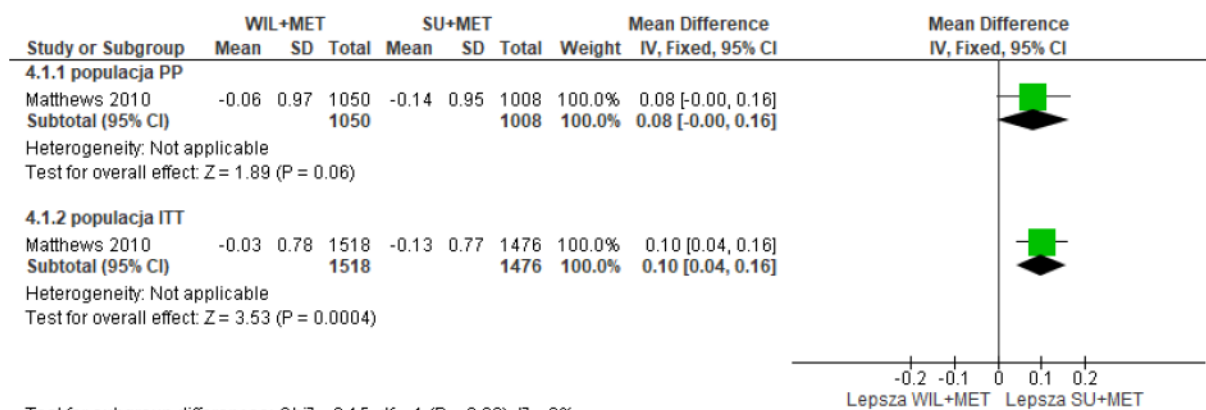 WIL+MET SU+MET Mean Difference Mean Difference
Study or Subgroup Mean SD Total Mean SD Total Weight IV, Fixed, 95% CI IV, Fixed, 95% CI
4.1.1 populacja PP
Matthews 2010 -0.06 0.97 1050 -0.14 0.95 1008 100.0% 0.08 [-0.00, 0.16]
Subtotal (95% CI) 1050 1008 100.0% 0.08 [-0.00, 0.16]
Heterogeneity: Not applicable
Test for overall effect: Z = 1.89 (P = 0.06)
4.1.2 populacja ITT
Matthews 2010 -0.03 0.78 1518 -0.13 0.77 1476 100.0% 0.10 [0.04, 0.16]
Subtotal (95% CI) 1518 1476 100.0% 0.10 [0.04, 0.16]
Heterogeneity: Not applicable
Test for overall effect: Z = 3.53 (P = 0.0004)
-0.2 -0.1 0 0.1 0.2
Lepsza WIL+MET Lepsza SU+MET